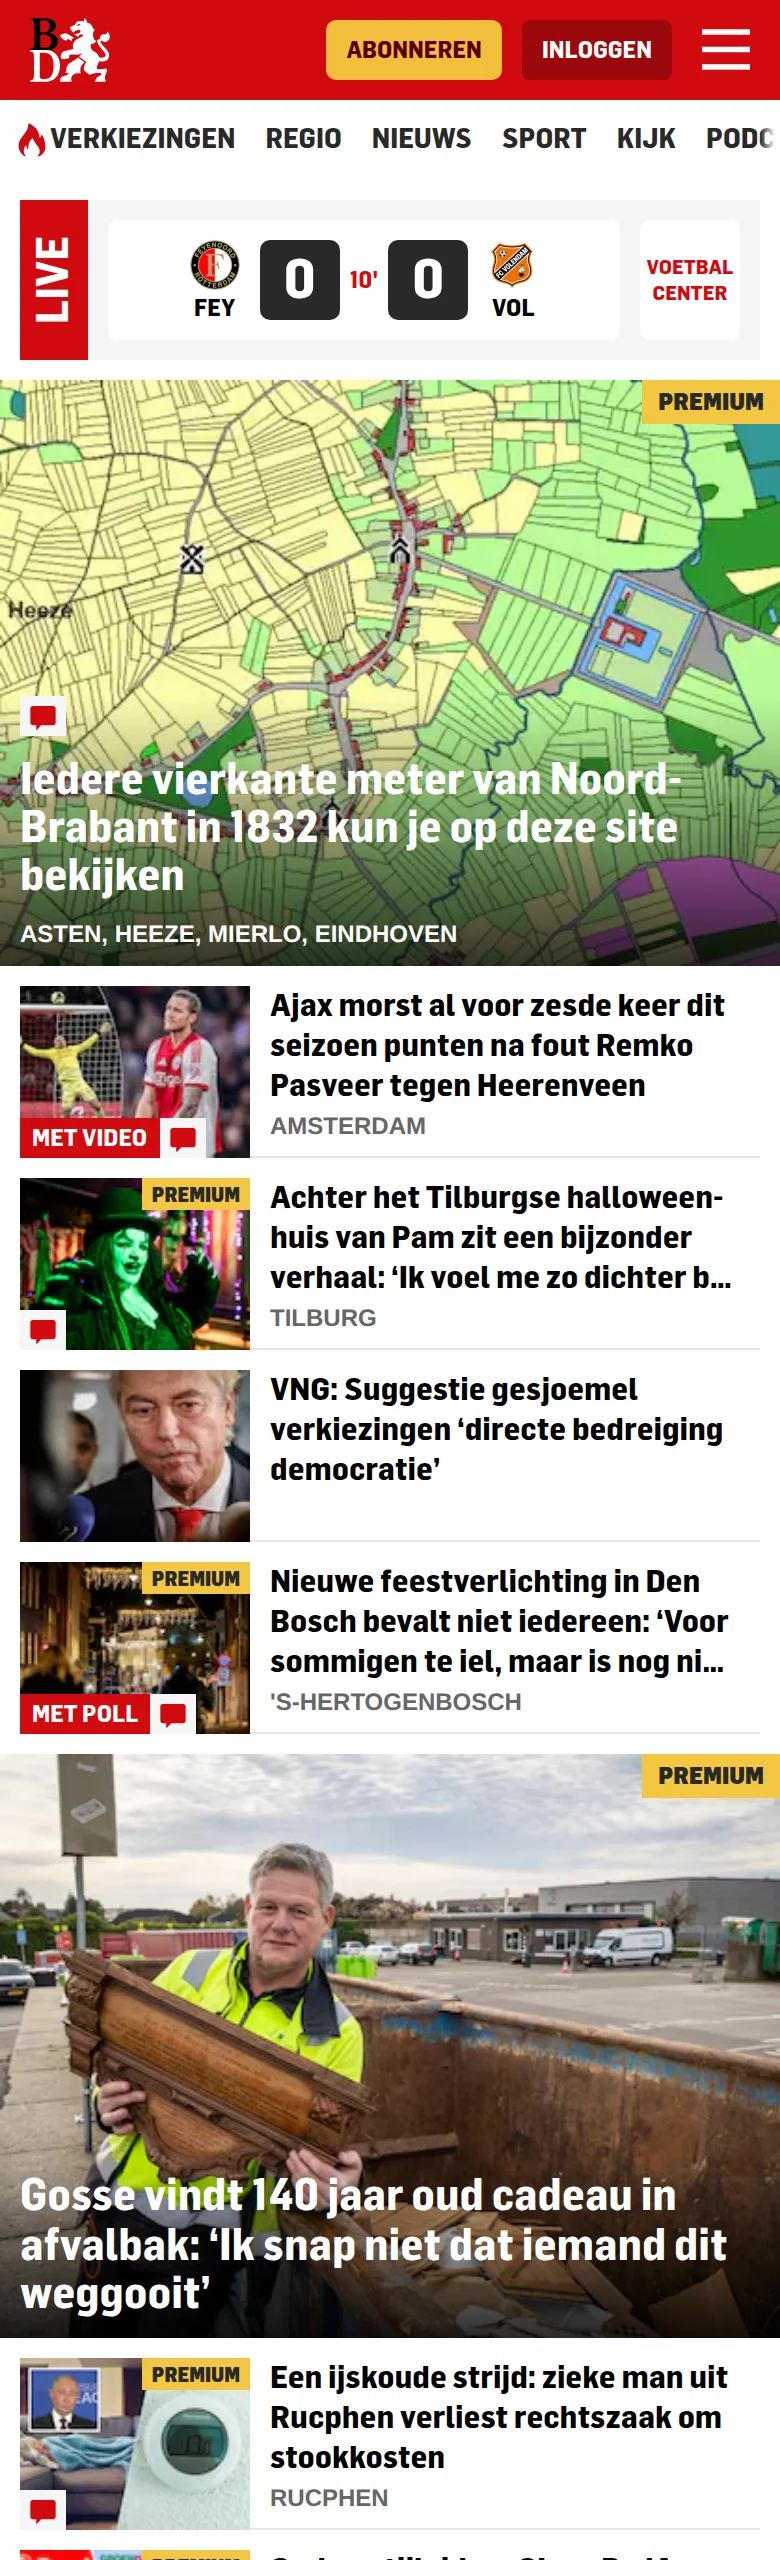 BD
ABONNEREN
INLOGGEN
VERKIEZINGEN REGIO NIEUWS SPORT KIJK PODC
LIVE
FEYENOORD
ROTTERDAM
F
FEY
0
10'
0
FC VOLENDAM
VOL
VOETBAL
CENTER
PREMIUM
Heeze
Iedere vierkante meter van Noord-
Brabant in 1832 kun je op deze site
bekijken
ASTEN, HEEZE, MIERLO, EINDHOVEN
Ajax morst al voor zesde keer dit
seizoen punten na fout Remko
Pasveer tegen Heerenveen
MET VIDEO
AMSTERDAM
PREMIUM
Achter het Tilburgse halloween-
huis van Pam zit een bijzonder
verhaal: ‘Ik voel me zo dichter b...
TILBURG
VNG: Suggestie gesjoemel
verkiezingen ‘directe bedreiging
democratie’
PREMIUM
Nieuwe feestverlichting in Den
Bosch bevalt niet iedereen: ‘Voor
sommigen te iel, maar is nog ni...
MET POLL
'S-HERTOGENBOSCH
PREMIUM
Gosse vindt 140 jaar oud cadeau in
afvalbak: ‘Ik snap niet dat iemand dit
weggooit’
PREMIUM
Een ijskoude strijd: zieke man uit
Rucphen verliest rechtszaak om
stookkosten
RUCPHEN
PREMIUM